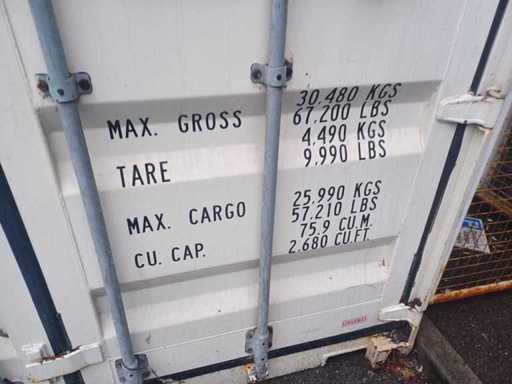 MAX. GROSS 30.480 KGS
67.200 LBS
TARE 4.490 KGS
9.990 LBS
MAX. CARGO 25.990 KGS
57.210 LBS
CU. CAP. 75.9 CU.M.
2.680 CU.FT.